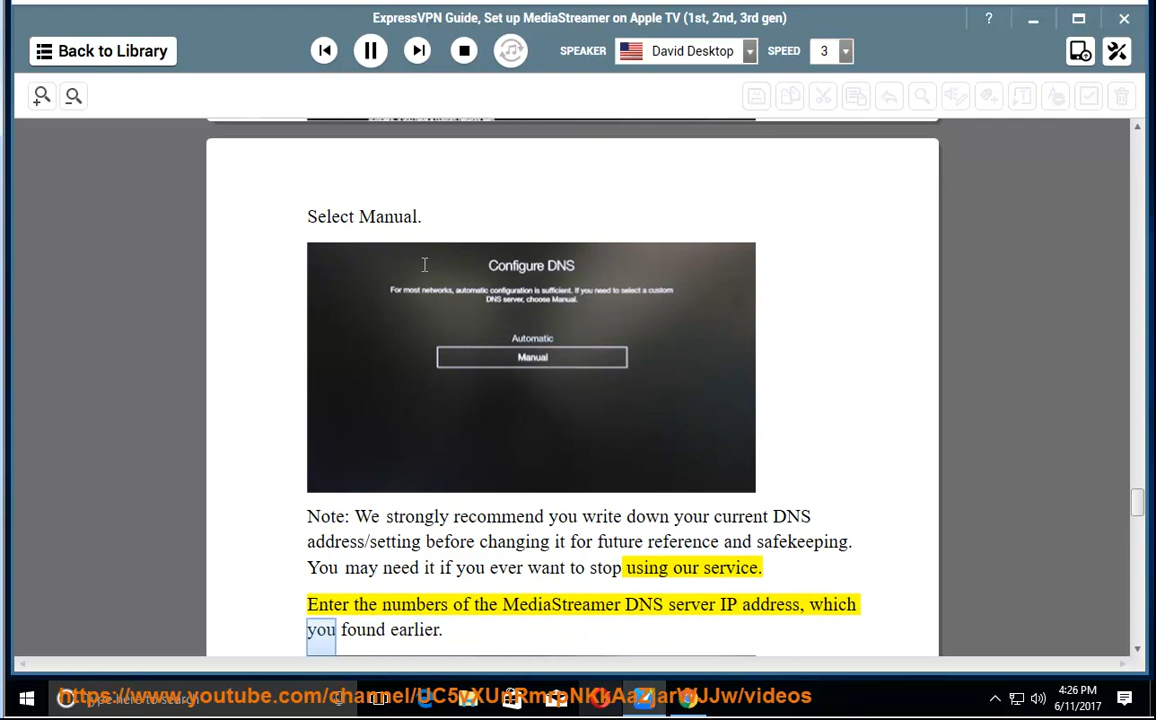 ExpressVPN Guide, Set up MediaStreamer on Apple TV (1st, 2nd, 3rd gen)
?
Back to Library
SPEAKER
David Desktop
SPEED
3
Select Manual.
Configure DNS
For most networks, automatic configuration is sufficient. If you need to select a custom
DNS server, choose Manual.
Automatic
Manual
Note: We strongly recommend you write down your current DNS
address/setting before changing it for future reference and safekeeping.
You may need it if you ever want to stop using our service.
Enter the numbers of the MediaStreamer DNS server IP address, which
you found earlier.
Type here to search
4:26 PM
6/11/2017